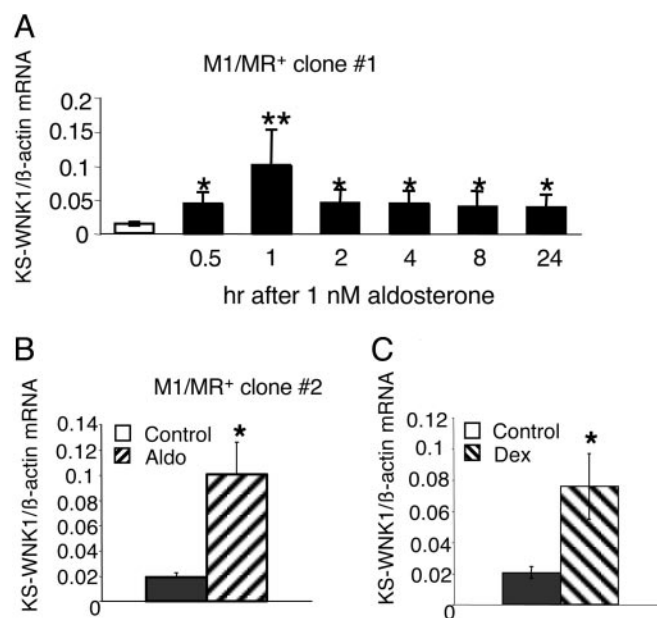 A
M1/MR+ clone #1
KS-WNK1/ß-actin mRNA
0.2
0.15
0.1
0.05
0
*
**
*
*
*
*
0.5 1 2 4 8 24
hr after 1 nM aldosterone
B
M1/MR+ clone #2
KS-WNK1/ß-actin mRNA
0.14
0.12
0.1
0.08
0.06
0.04
0.02
0
Control
Aldo
*
C
KS-WNK1/ß-actin mRNA
0.12
0.1
0.08
0.06
0.04
0.02
0
Control
Dex
*